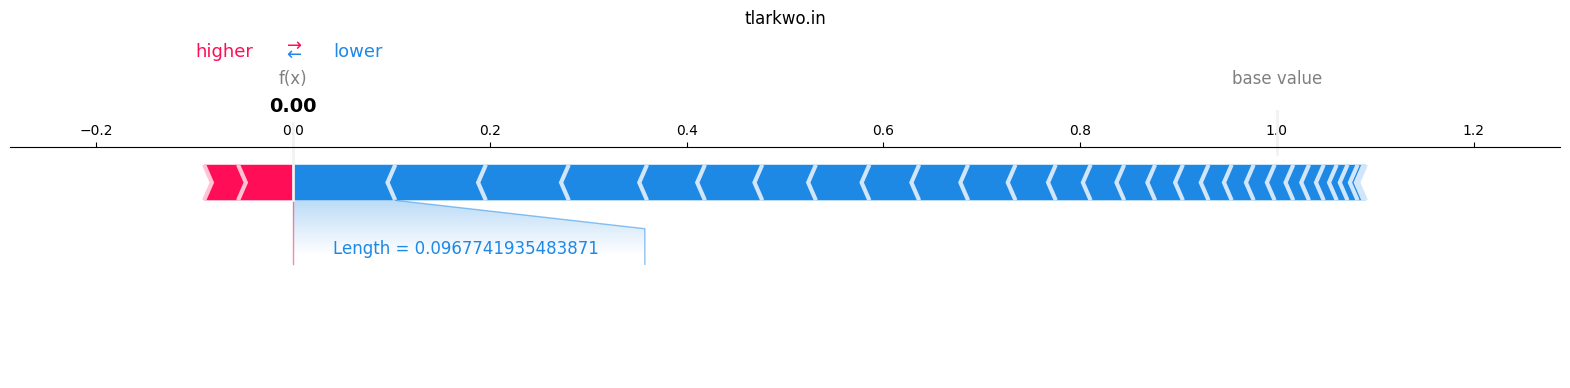 tlarkwo.in
higher ⇄ lower
f(x) base value
0.00
−0.2 0.0 0.2 0.4 0.6 0.8 1.0 1.2
Length = 0.0967741935483871